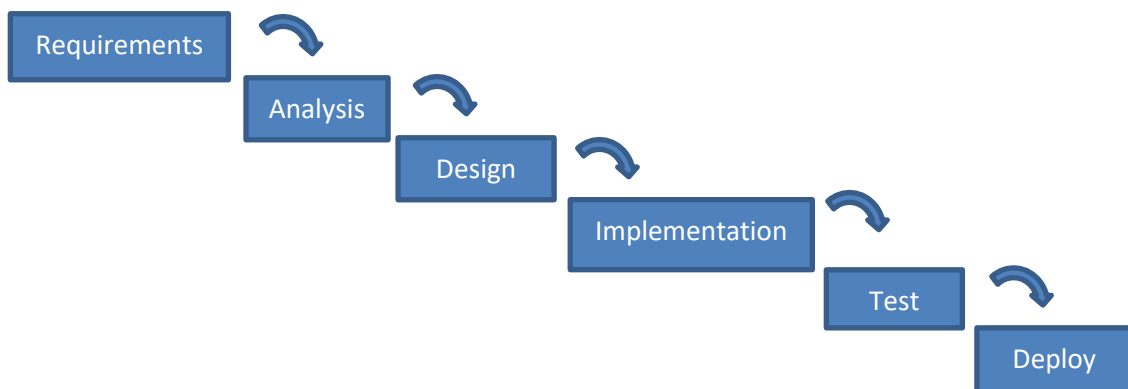 Requirements
Analysis
Design
Implementation
Test
Deploy